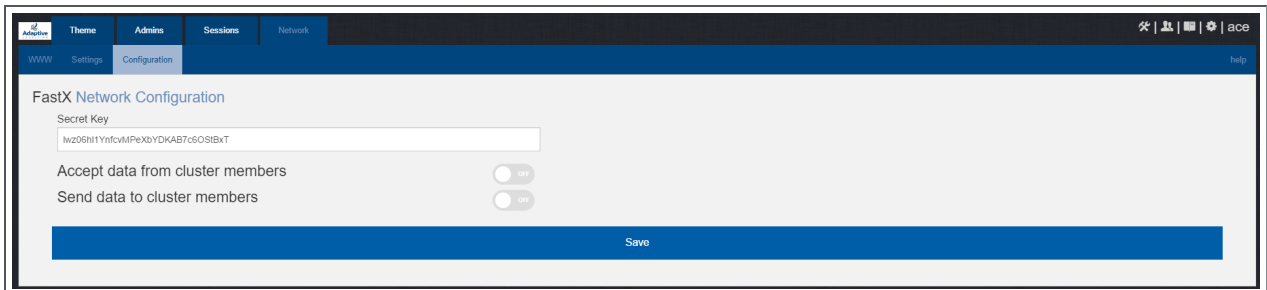 Adaptive
Theme Admins Sessions Network
| | | | ace
WWW Settings Configuration
help
FastX Network Configuration
Secret Key
Iwz06hI1YnfcvMPeXbYDKAB7c6OStBxT
Accept data from cluster members
OFF
Send data to cluster members
OFF
Save